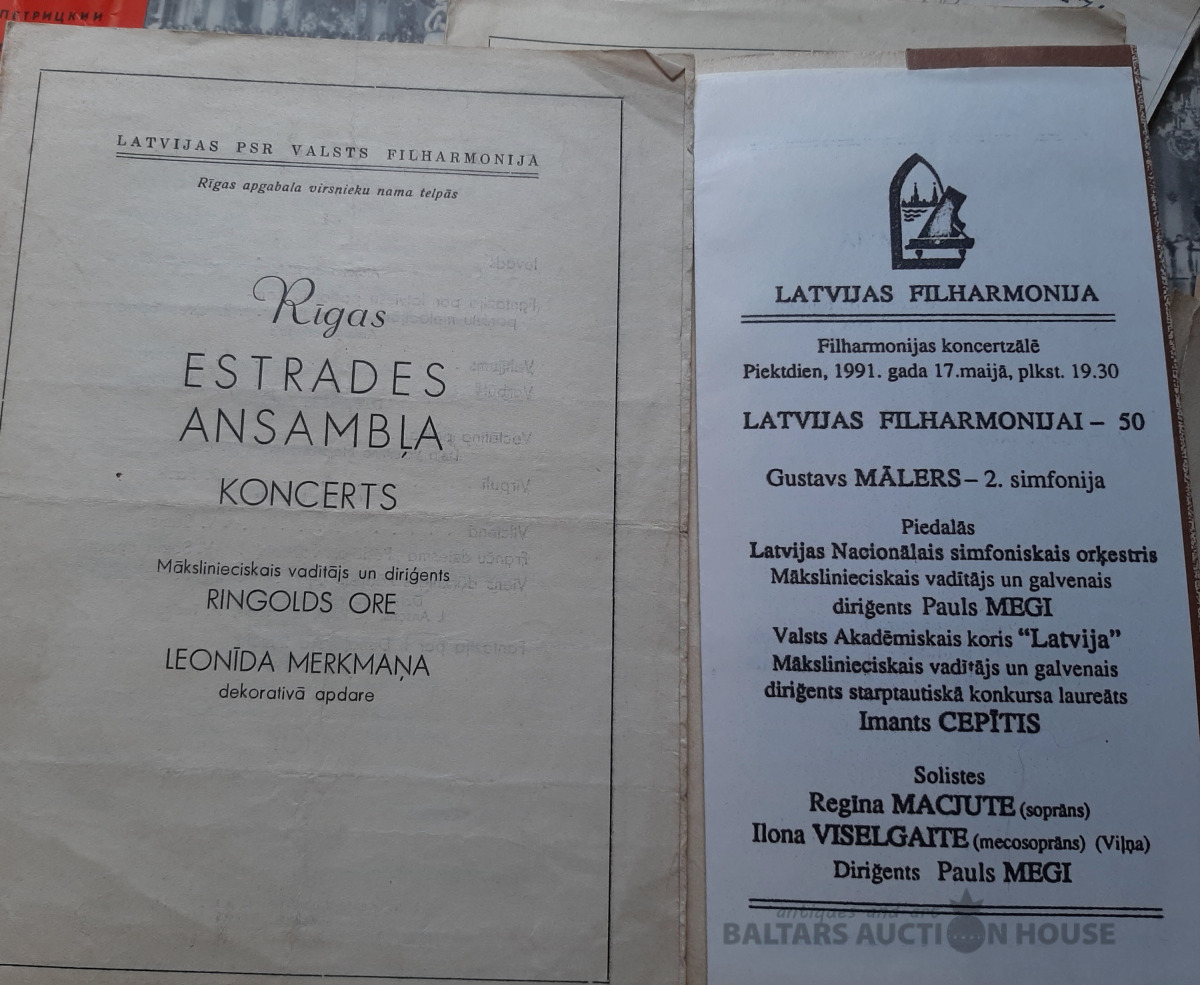 ПЕТРИЦКИЙ
LATVIJAS PSR VALSTS FILHARMONIJA
Rīgas apgabala virsnieku nama telpās
Rīgas
ESTRADES
ANSAMBĻA
KONCERTS
Mākslinieciskais vadītājs un diriģents
RINGOLDS ORE
LEONĪDA MERKMAŅA
dekoratīvā apdare
LATVIJAS FILHARMONIJA
Filharmonijas koncertzālē
Piektdien, 1991. gada 17.maijā, plkst. 19.30
LATVIJAS FILHARMONIJAI – 50
Gustavs MĀLERS – 2. simfonija
Piedalās
Latvijas Nacionālais simfoniskais orķestris
Mākslinieciskais vadītājs un galvenais
diriģents Pauls MEGI
Valsts Akadēmiskais koris “Latvija”
Mākslinieciskais vadītājs un galvenais
diriģents starptautiskā konkursa laureāts
Imants CEPĪTIS
Solistes
Regīna MACJUTE (soprāns)
Ilona VISELGAITE (mecosoprāns) (Viļņa)
Diriģents Pauls MEGI
antiques and art
BALTARS AUCTION HOUSE